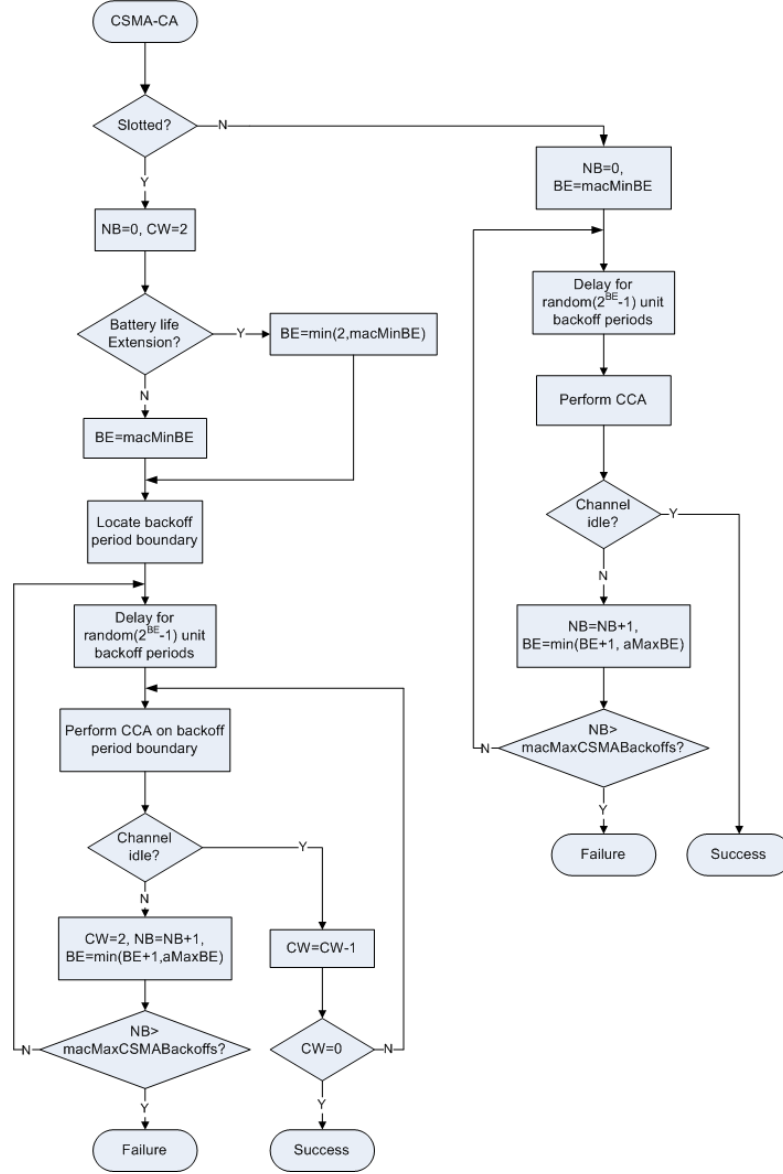 CSMA-CA
Slotted?
N
Y
NB=0,
BE=macMinBE
NB=0, CW=2
Delay for
random(2^BE-1) unit
backoff periods
Battery life
Extension?
Y
BE=min(2,macMinBE)
N
Perform CCA
BE=macMinBE
Locate backoff
period boundary
Channel
idle?
Y
N
Delay for
random(2^BE-1) unit
backoff periods
NB=NB+1,
BE=min(BE+1, aMaxBE)
Perform CCA on backoff
period boundary
NB>
macMaxCSMABackoffs?
N
Y
Channel
idle?
Y
N
Failure
Success
CW=2, NB=NB+1,
BE=min(BE+1,aMaxBE)
CW=CW-1
NB>
macMaxCSMABackoffs?
N
CW=0
N
Y
Y
Failure
Success